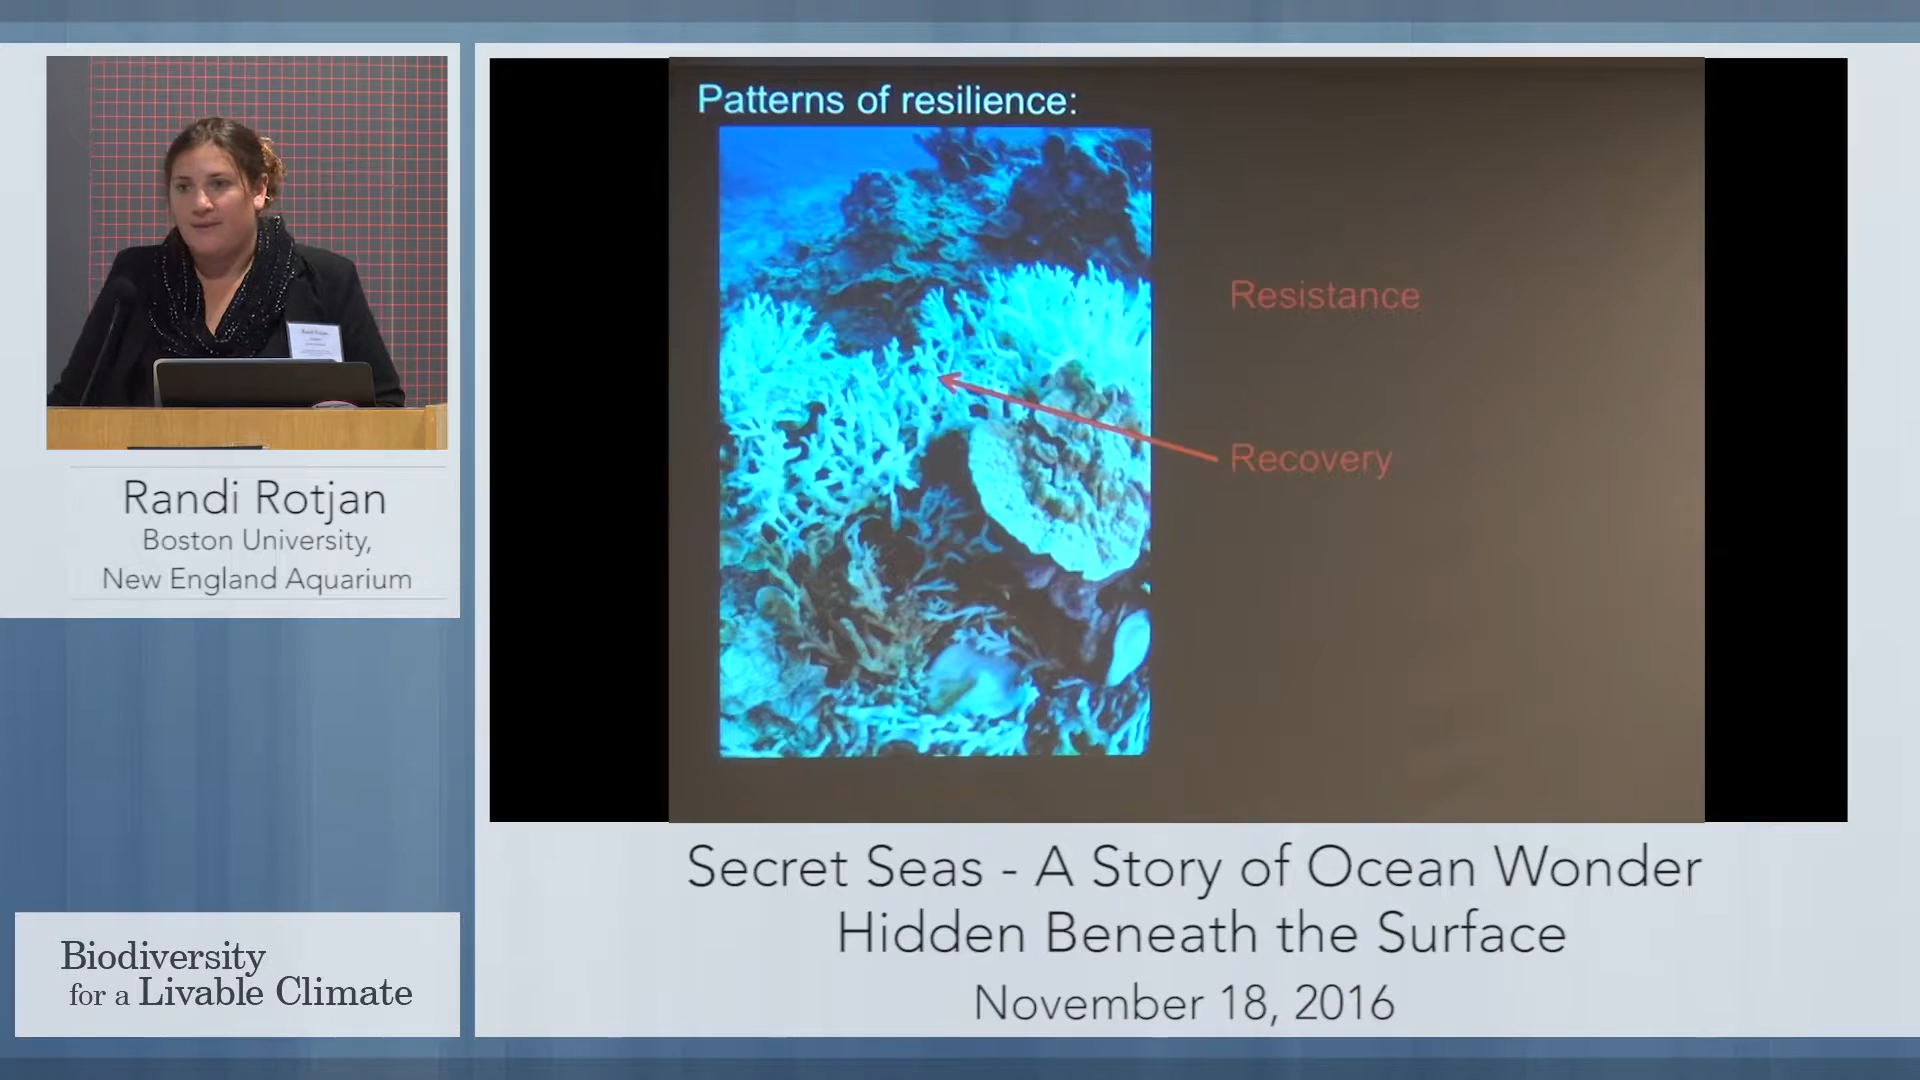 Patterns of resilience:
Resistance
Recovery
Randi Rotjan
Boston University,
New England Aquarium
Secret Seas - A Story of Ocean Wonder
Hidden Beneath the Surface
November 18, 2016
Biodiversity
for a Livable Climate